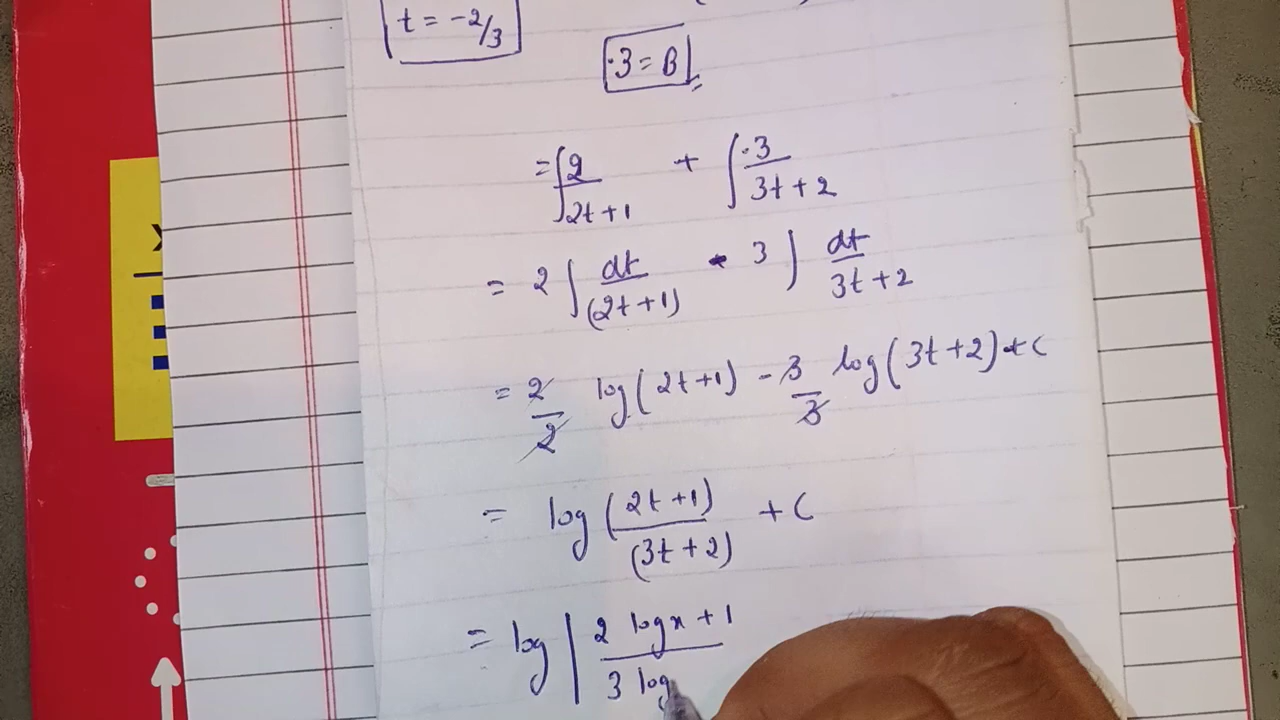 t = -2/3
·3 = B
= ∫ 2/(2t+1) + ∫ ·3/(3t+2)
= 2 ∫ dt/(2t+1) - 3 ∫ dt/(3t+2)
= 2/2 log(2t+1) - 3/3 log(3t+2) + C
= log (2t+1)/(3t+2) + C
= log | 2 log x + 1 / 3 log